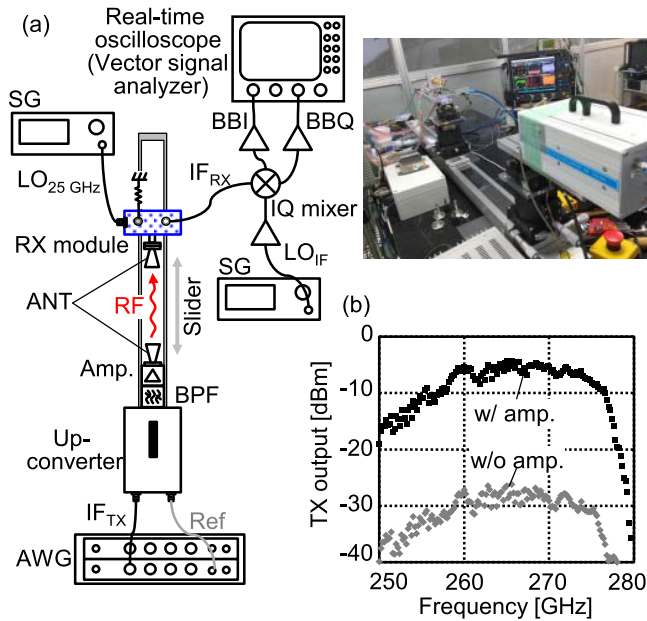 (a)
Real-time
oscilloscope
(Vector signal
analyzer)
SG
BBI
BBQ
LO25 GHz
IFRX
IQ mixer
RX module
LOIF
SG
ANT
RF
Slider
Amp.
BPF
Up-
converter
IFTX
Ref
AWG
(b)
0
-10
-20
-30
-40
TX output [dBm]
w/ amp.
w/o amp.
250
260
270
280
Frequency [GHz]